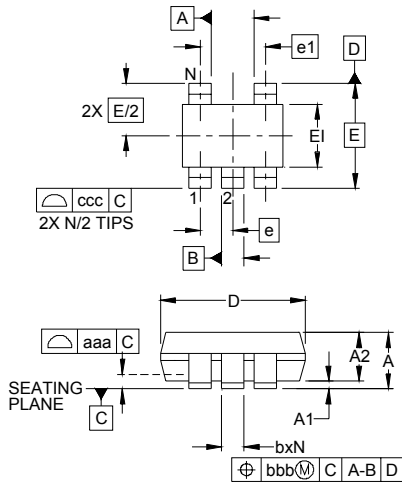 A
e1
D
N
2X E/2
EI
E
ccc C
2X N/2 TIPS
1 2
e
B
D
aaa C
A2
A
SEATING
PLANE
C
A1
bxN
bbb M C A-B D